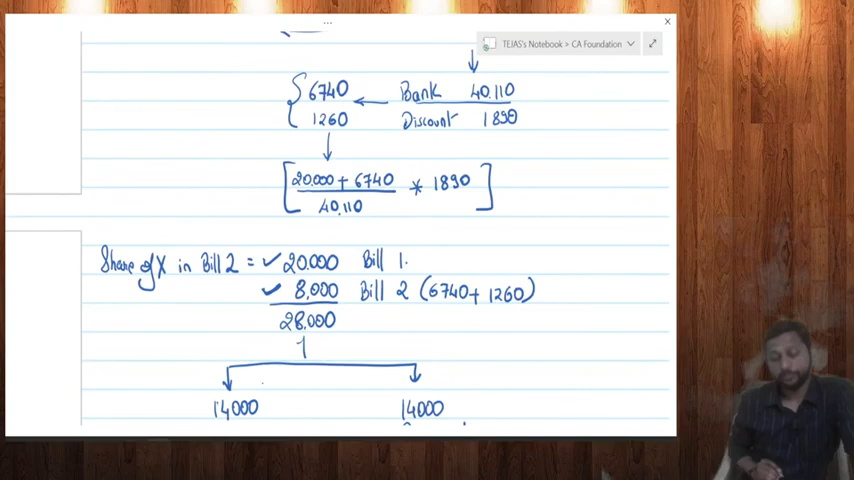 TEJAS's Notebook > CA Foundation
6740 Bank 40.110
1260 Discount 1890
[20.000 + 6740 / 40.110 * 1890]
Share of X in Bill 2 = ✓ 20.000 Bill 1.
✓ 8.000 Bill 2 (6740 + 1260)
28.000
14000 14000